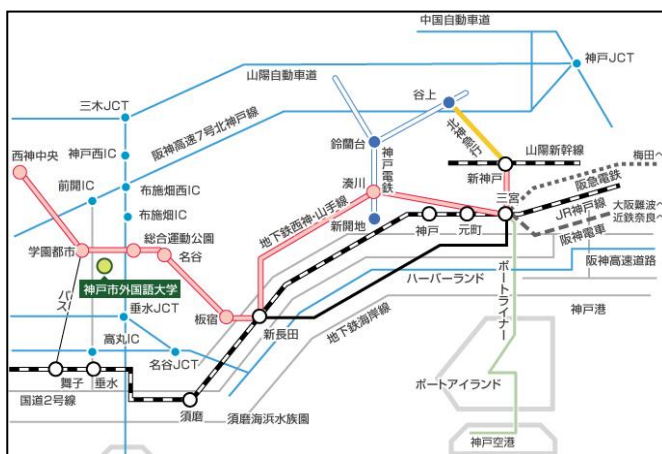 中国自動車道
神戸JCT
山陽自動車道
谷上
三木JCT
阪神高速7号北神戸線
北神急行
鈴蘭台
神戸電鉄
山陽新幹線
梅田へ
神戸西IC
西神中央
前開IC
布施畑西IC
湊川
新神戸
阪急電鉄
三宮
JR神戸線
大阪難波へ
近鉄奈良へ
布施畑IC
地下鉄西神・山手線
新開地
神戸
元町
阪神電車
学園都市
総合運動公園
名谷
ハーバーランド
阪神高速道路
神戸市外国語大学
バス
垂水JCT
板宿
新長田
地下鉄海岸線
ポートライナー
神戸港
高丸IC
名谷JCT
舞子
垂水
国道2号線
須磨
須磨海浜水族園
ポートアイランド
神戸空港